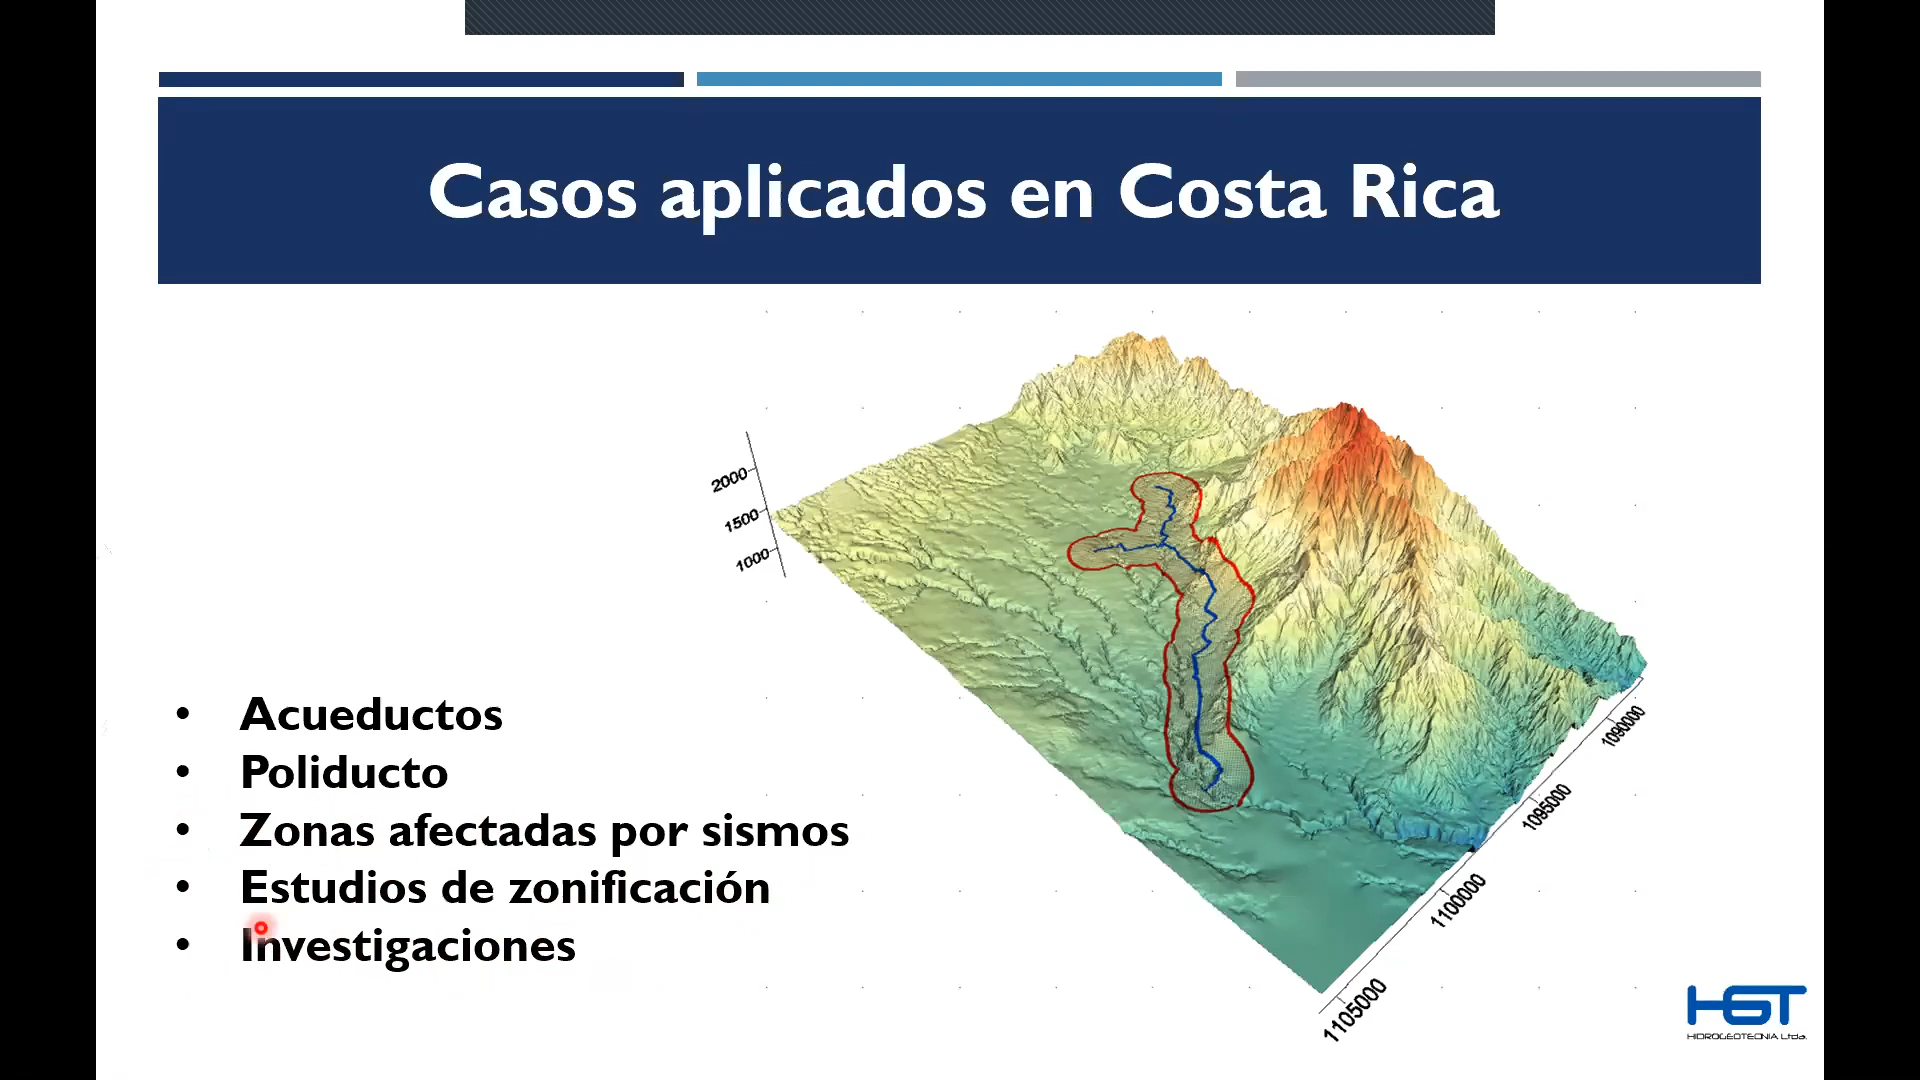 Casos aplicados en Costa Rica
2000
1500
1000
• Acueductos
• Poliducto
• Zonas afectadas por sismos
• Estudios de zonificación
• Investigaciones
1090000
1095000
1100000
1105000
HGT
HIDROGEOTECNIA Ltda.